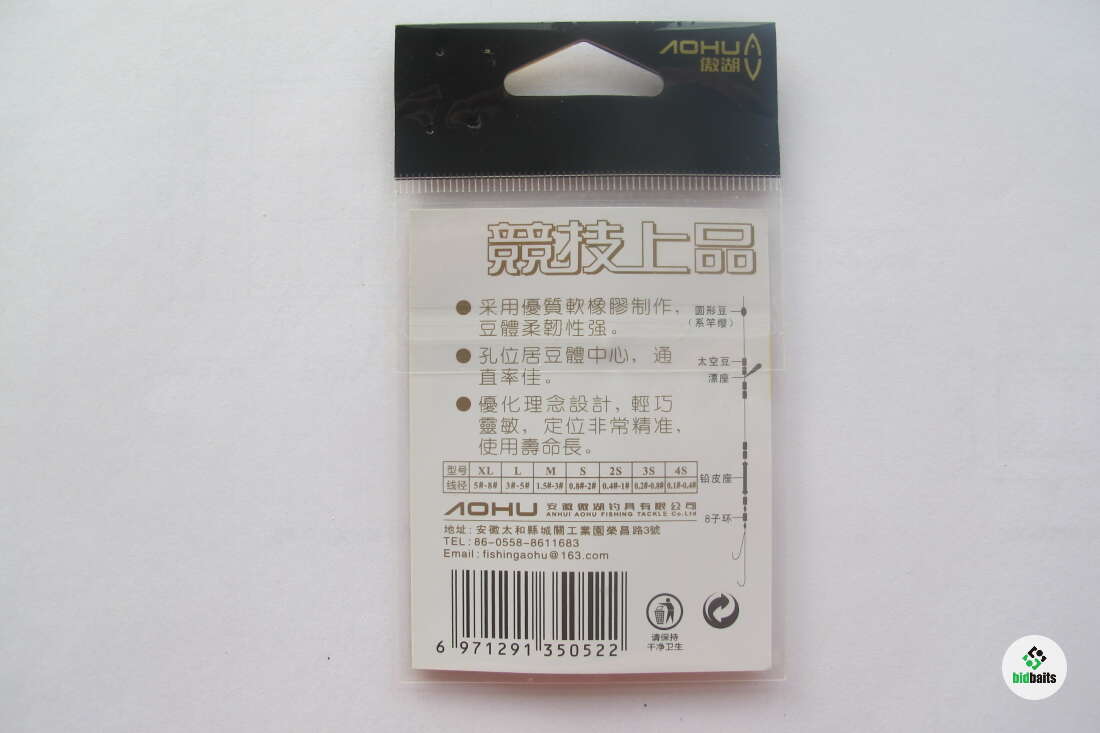 AOHU
傲湖
競技上品
● 采用優質軟橡膠制作，
豆體柔韌性强。
● 孔位居豆體中心，通
直率佳。
● 優化理念設計，輕巧
靈敏，定位非常精准，
使用壽命長。
圆形豆
（系竿缦）
太空豆
漂座
铅皮座
8子环
型号 XL L M S 2S 3S 4S
线径 5#-8# 3#-5# 1.5#-3# 0.8#-2# 0.4#-1# 0.2#-0.8# 0.1#-0.4#
AOHU 安徽傲湖钓具有限公司
ANHUI AOHU FISHING TACKLE Co.Ltd
地址：安徽太和縣城關工業園榮昌路3號
TEL：86-0558-8611683
Email：fishingaohu@163.com
6 971291 350522
请保持
干净卫生
bidbaits